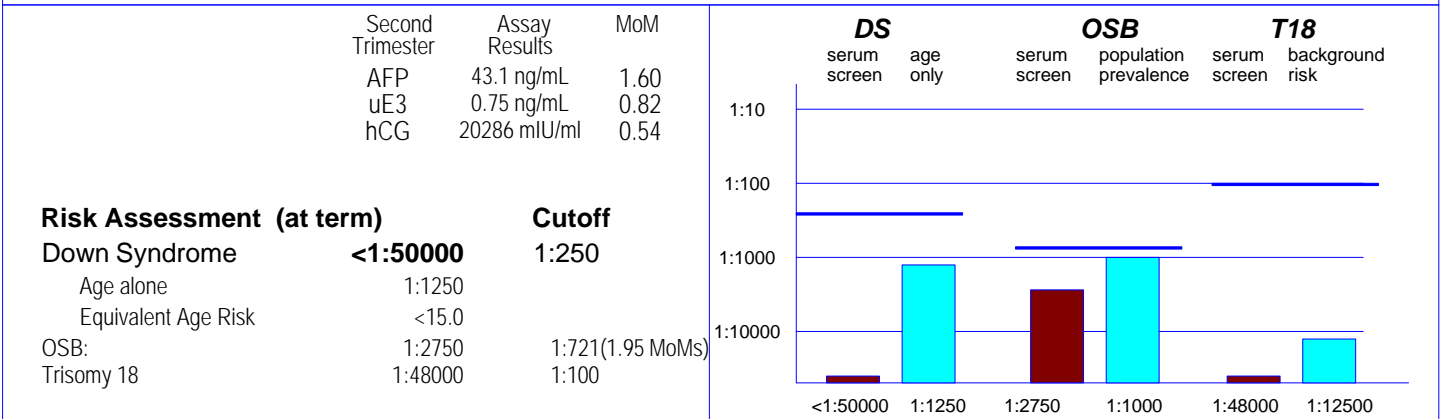 Second Assay MoM
Trimester Results
AFP 43.1 ng/mL 1.60
uE3 0.75 ng/mL 0.82
hCG 20286 mIU/ml 0.54
Risk Assessment (at term) Cutoff
Down Syndrome <1:50000 1:250
Age alone 1:1250
Equivalent Age Risk <15.0
OSB: 1:2750 1:721(1.95 MoMs)
Trisomy 18 1:48000 1:100
DS OSB T18
serum age serum population serum background
screen only screen prevalence screen risk
1:10
1:100
1:1000
1:10000
<1:50000 1:1250 1:2750 1:1000 1:48000 1:12500